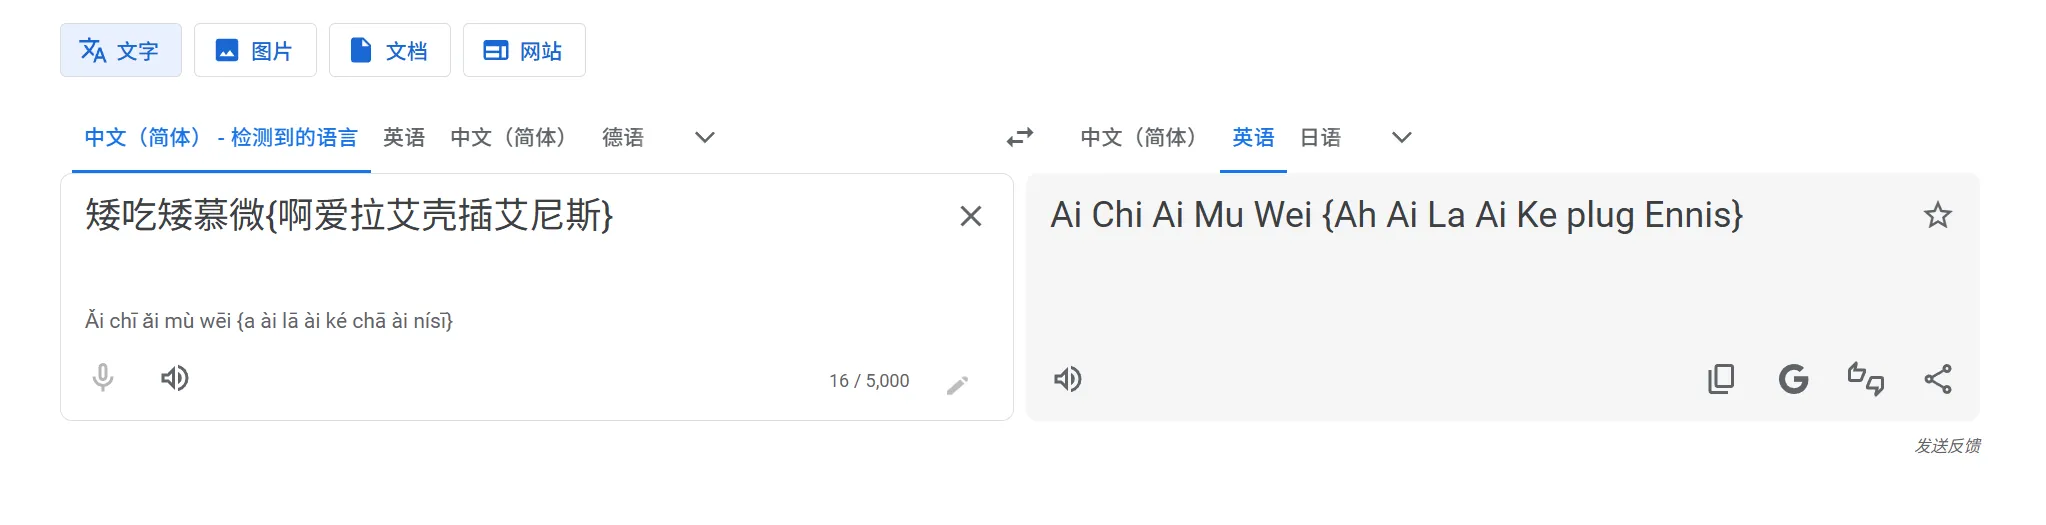 文字 图片 文档 网站
中文（简体） - 检测到的语言 英语 中文（简体） 德语 中文（简体） 英语 日语
矮吃矮慕微{啊爱拉艾壳插艾尼斯}
Ai Chi Ai Mu Wei {Ah Ai La Ai Ke plug Ennis}
Ǎi chī ǎi mù wēi {a ài lā ài ké chā ài nísī}
16 / 5,000
发送反馈